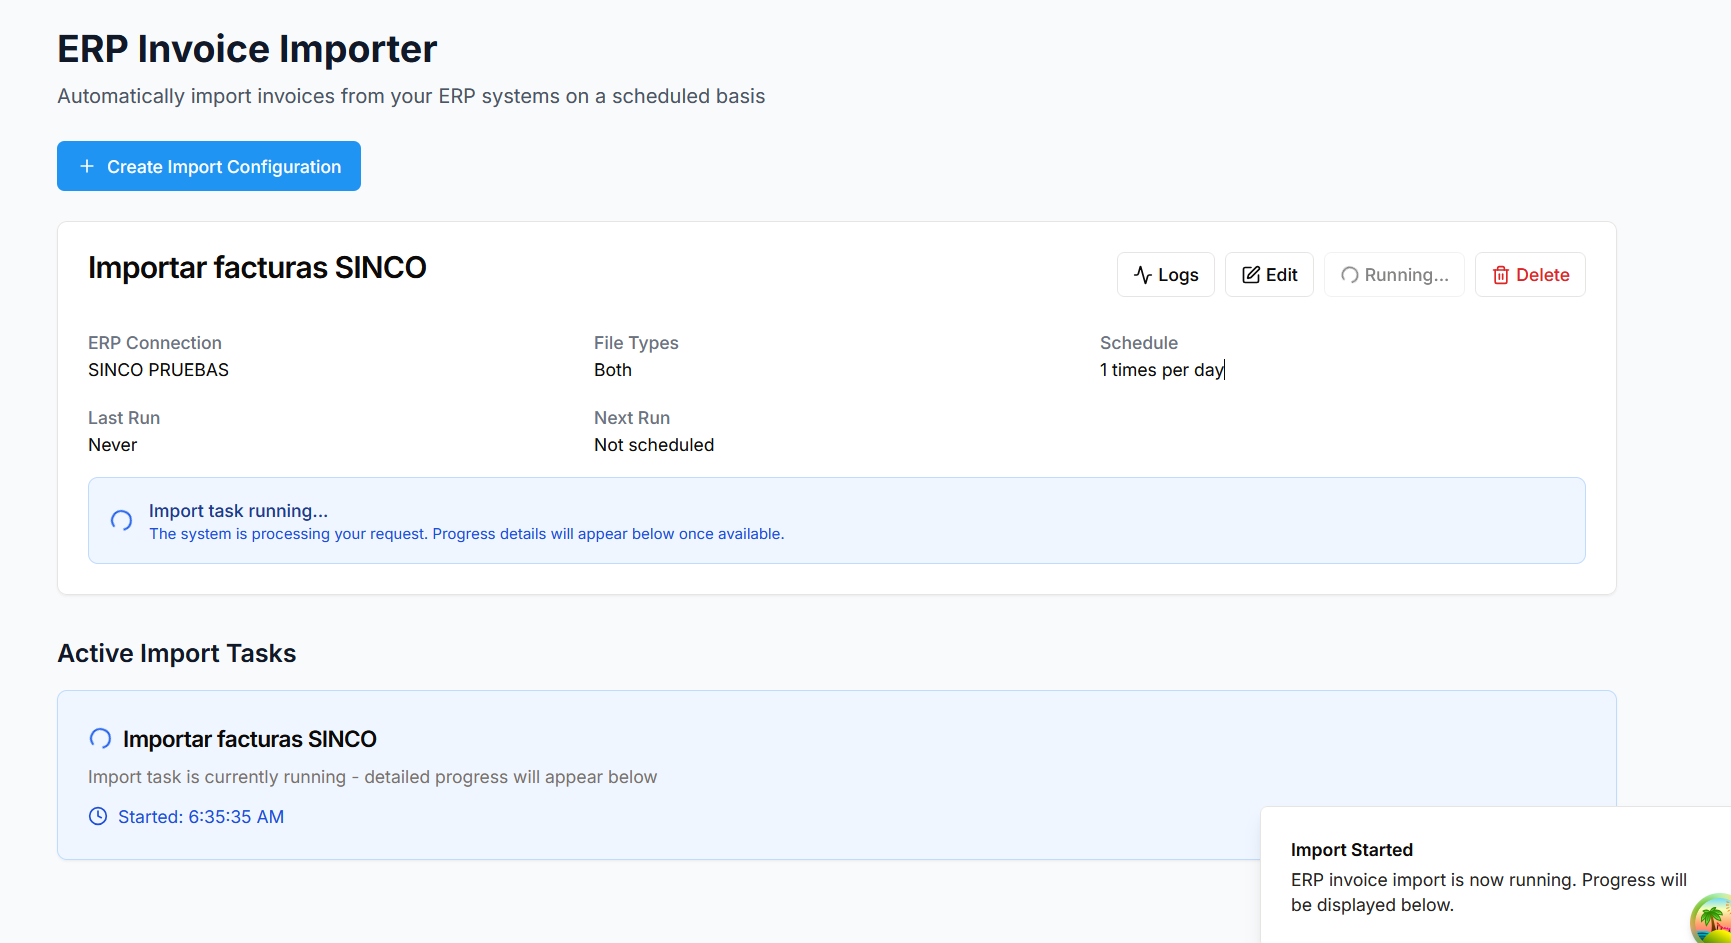 ERP Invoice Importer
Automatically import invoices from your ERP systems on a scheduled basis
+ Create Import Configuration
Importar facturas SINCO
Logs
Edit
Running...
Delete
ERP Connection
SINCO PRUEBAS
File Types
Both
Schedule
1 times per day
Last Run
Never
Next Run
Not scheduled
Import task running...
The system is processing your request. Progress details will appear below once available.
Active Import Tasks
Importar facturas SINCO
Import task is currently running - detailed progress will appear below
Started: 6:35:35 AM
Import Started
ERP invoice import is now running. Progress will
be displayed below.